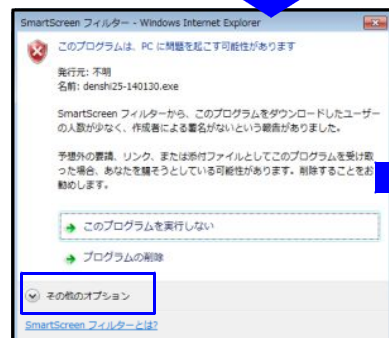 SmartScreen フィルター - Windows Internet Explorer
このプログラムは、PC に問題を起こす可能性があります
発行元: 不明
名前: denshi25-140130.exe
SmartScreen フィルターから、このプログラムをダウンロードしたユーザー
の人数が少なく、作成者による署名がないという報告がありました。
予想外の要請、リンク、または添付ファイルとしてこのプログラムを受け取
った場合、あなたを騙そうとしている可能性があります。削除することをお
勧めします。
このプログラムを実行しない
プログラムの削除
その他のオプション
SmartScreen フィルターとは?